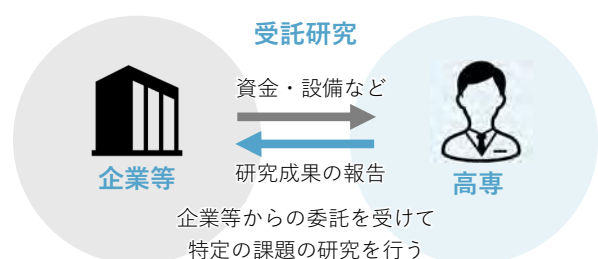 受託研究
資金・設備など
企業等
研究成果の報告
高専
企業等からの委託を受けて
特定の課題の研究を行う